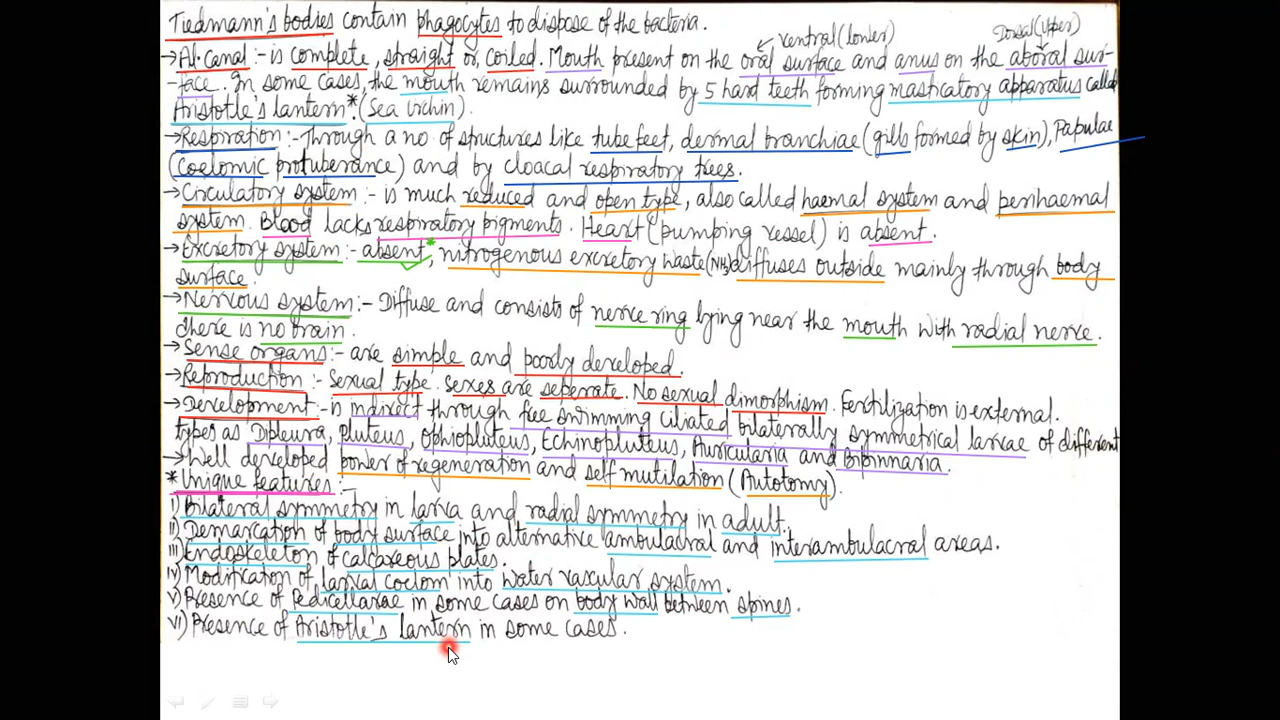 Tiedmann's bodies contain phagocytes to dispose of the bacteria.
ventral (lower) Dorsal (upper)
→ Al. canal :- is complete, straight or, coiled. Mouth present on the oral surface and anus on the aboral sur-
-face. In some cases, the mouth remains surrounded by 5 hard teeth forming masticatory apparatus called
Aristotle's lantern* (Sea Urchin).
→ Respiration :- Through a no. of structures like tube feet, dermal branchiae (gills formed by skin), Papulae
(coelomic protuberance) and by cloacal respiratory trees.
→ Circulatory system :- is much reduced and open type, also called haemal system and perihaemal
system. Blood lacks respiratory pigments. Heart (pumping vessel) is absent.
→ Excretory system :- absent*, nitrogenous excretory waste (NH3) diffuses outside mainly through body
surface.
→ Nervous system :- Diffuse and consists of nerve ring lying near the mouth with radial nerve.
There is no brain.
→ Sense organs :- are simple and poorly developed.
→ Reproduction :- Sexual type. Sexes are seperate. No sexual dimorphism. Fertilization is external.
→ Development :- is indirect through free swimming ciliated bilaterally symmetrical larvae of different
types as Dipleura, Pluteus, Ophiopluteus, Echinopluteus, Auricularia and Bipinnaria.
→ Well developed power of regeneration and self mutilation (Autotomy).
* Unique features :-
i) Bilateral symmetry in larva and radial symmetry in adult.
ii) Demarcation of body surface into alternative ambulacral and interambulacral areas.
iii) Endoskeleton of calcareous plates.
iv) Modification of larval coelom into water vascular system.
v) Presence of Pedicellarae in some cases on body wall between spines.
vi) Presence of Aristotle's lantern in some cases.